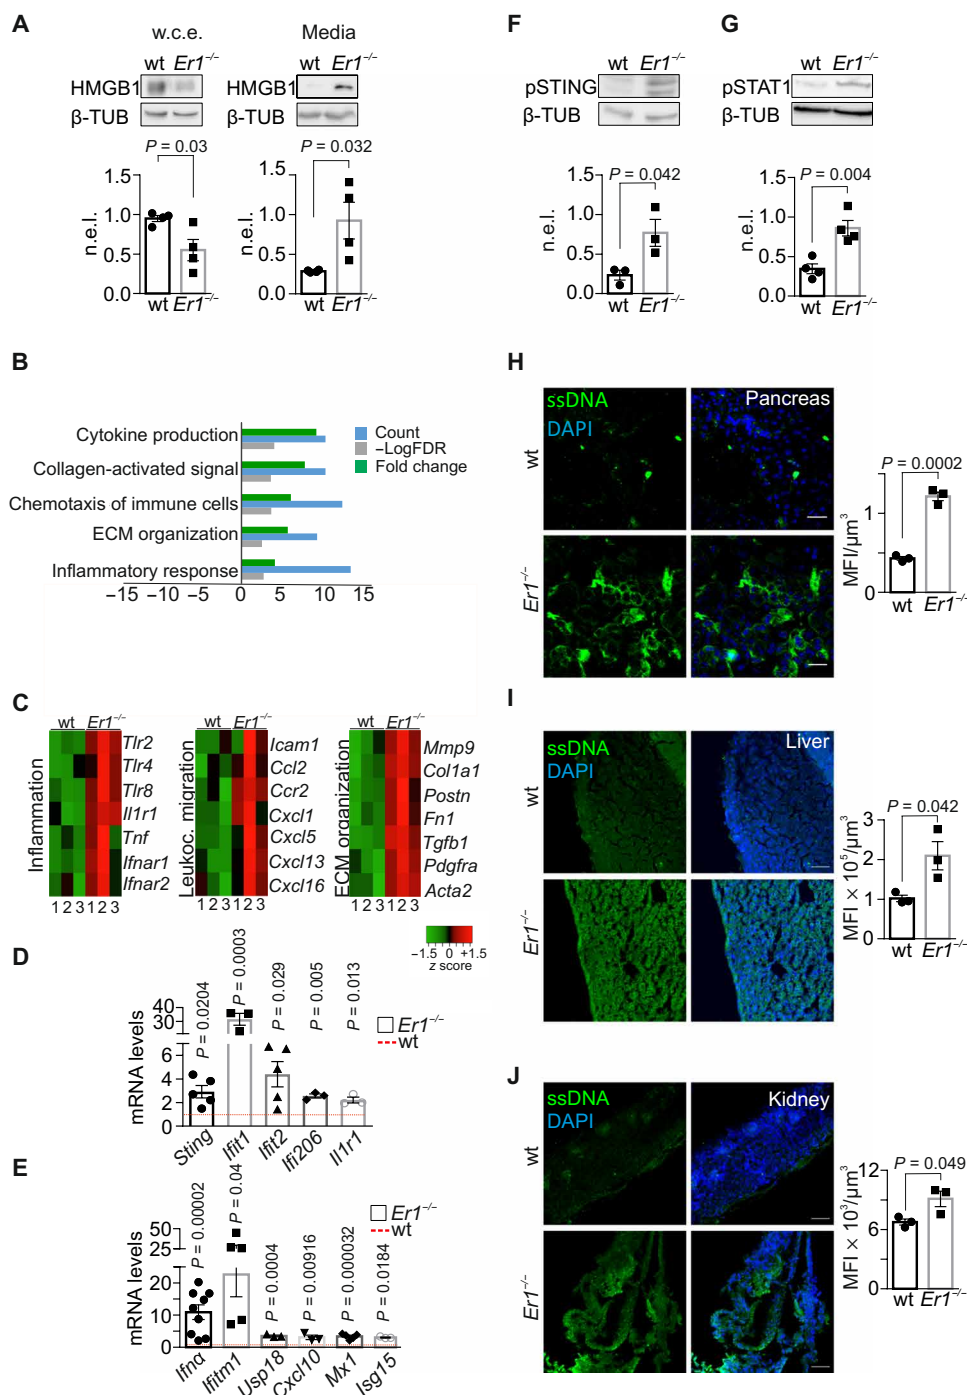 A
w.c.e.
Media
wt Er1−/−
wt Er1−/−
HMGB1
HMGB1
β-TUB
β-TUB
P = 0.03
P = 0.032
n.e.l.
1.5
1.0
0.5
0.0
wt Er1−/−
1.5
1.0
0.5
0.0
wt Er1−/−
F
wt Er1−/−
pSTING
β-TUB
P = 0.042
n.e.l.
1.5
1.0
0.5
0.0
wt Er1−/−
G
wt Er1−/−
pSTAT1
β-TUB
P = 0.004
n.e.l.
1.5
1.0
0.5
0.0
wt Er1−/−
B
Cytokine production
Collagen-activated signal
Chemotaxis of immune cells
ECM organization
Inflammatory response
Count
−LogFDR
Fold change
−15 −10 −5 0 5 10 15
H
ssDNA
DAPI
Pancreas
wt
Er1−/−
P = 0.0002
MFI/μm3
1
0
wt Er1−/−
C
wt Er1−/−
Inflammation
Tlr2
Tlr4
Tlr8
Il1r1
Tnf
Ifnar1
Ifnar2
1 2 3 1 2 3
wt Er1−/−
Leukoc. migration
Icam1
Ccl2
Ccr2
Cxcl1
Cxcl5
Cxcl13
Cxcl16
1 2 3 1 2 3
wt Er1−/−
ECM organization
Mmp9
Col1a1
Postn
Fn1
Tgfb1
Pdgfra
Acta2
1 2 3 1 2 3
−1.5 0 +1.5
z score
I
ssDNA
DAPI
Liver
wt
Er1−/−
P = 0.042
MFI × 105/μm3
3
2
1
0
wt Er1−/−
D
mRNA levels
40
30
20
6
4
2
0
P = 0.0204
P = 0.0003
P = 0.029
P = 0.005
P = 0.013
Er1−/−
wt
Sting
Ifit1
Ifit2
Ifi206
Il1r1
E
mRNA levels
50
25
20
10
0
P = 0.00002
P = 0.04
P = 0.0004
P = 0.00916
P = 0.000032
P = 0.0184
Er1−/−
wt
Ifnα
Ifitm1
Usp18
Cxcl10
Mx1
Isg15
J
ssDNA
DAPI
Kidney
wt
Er1−/−
P = 0.049
MFI × 103/μm3
12
9
6
3
0
wt Er1−/−